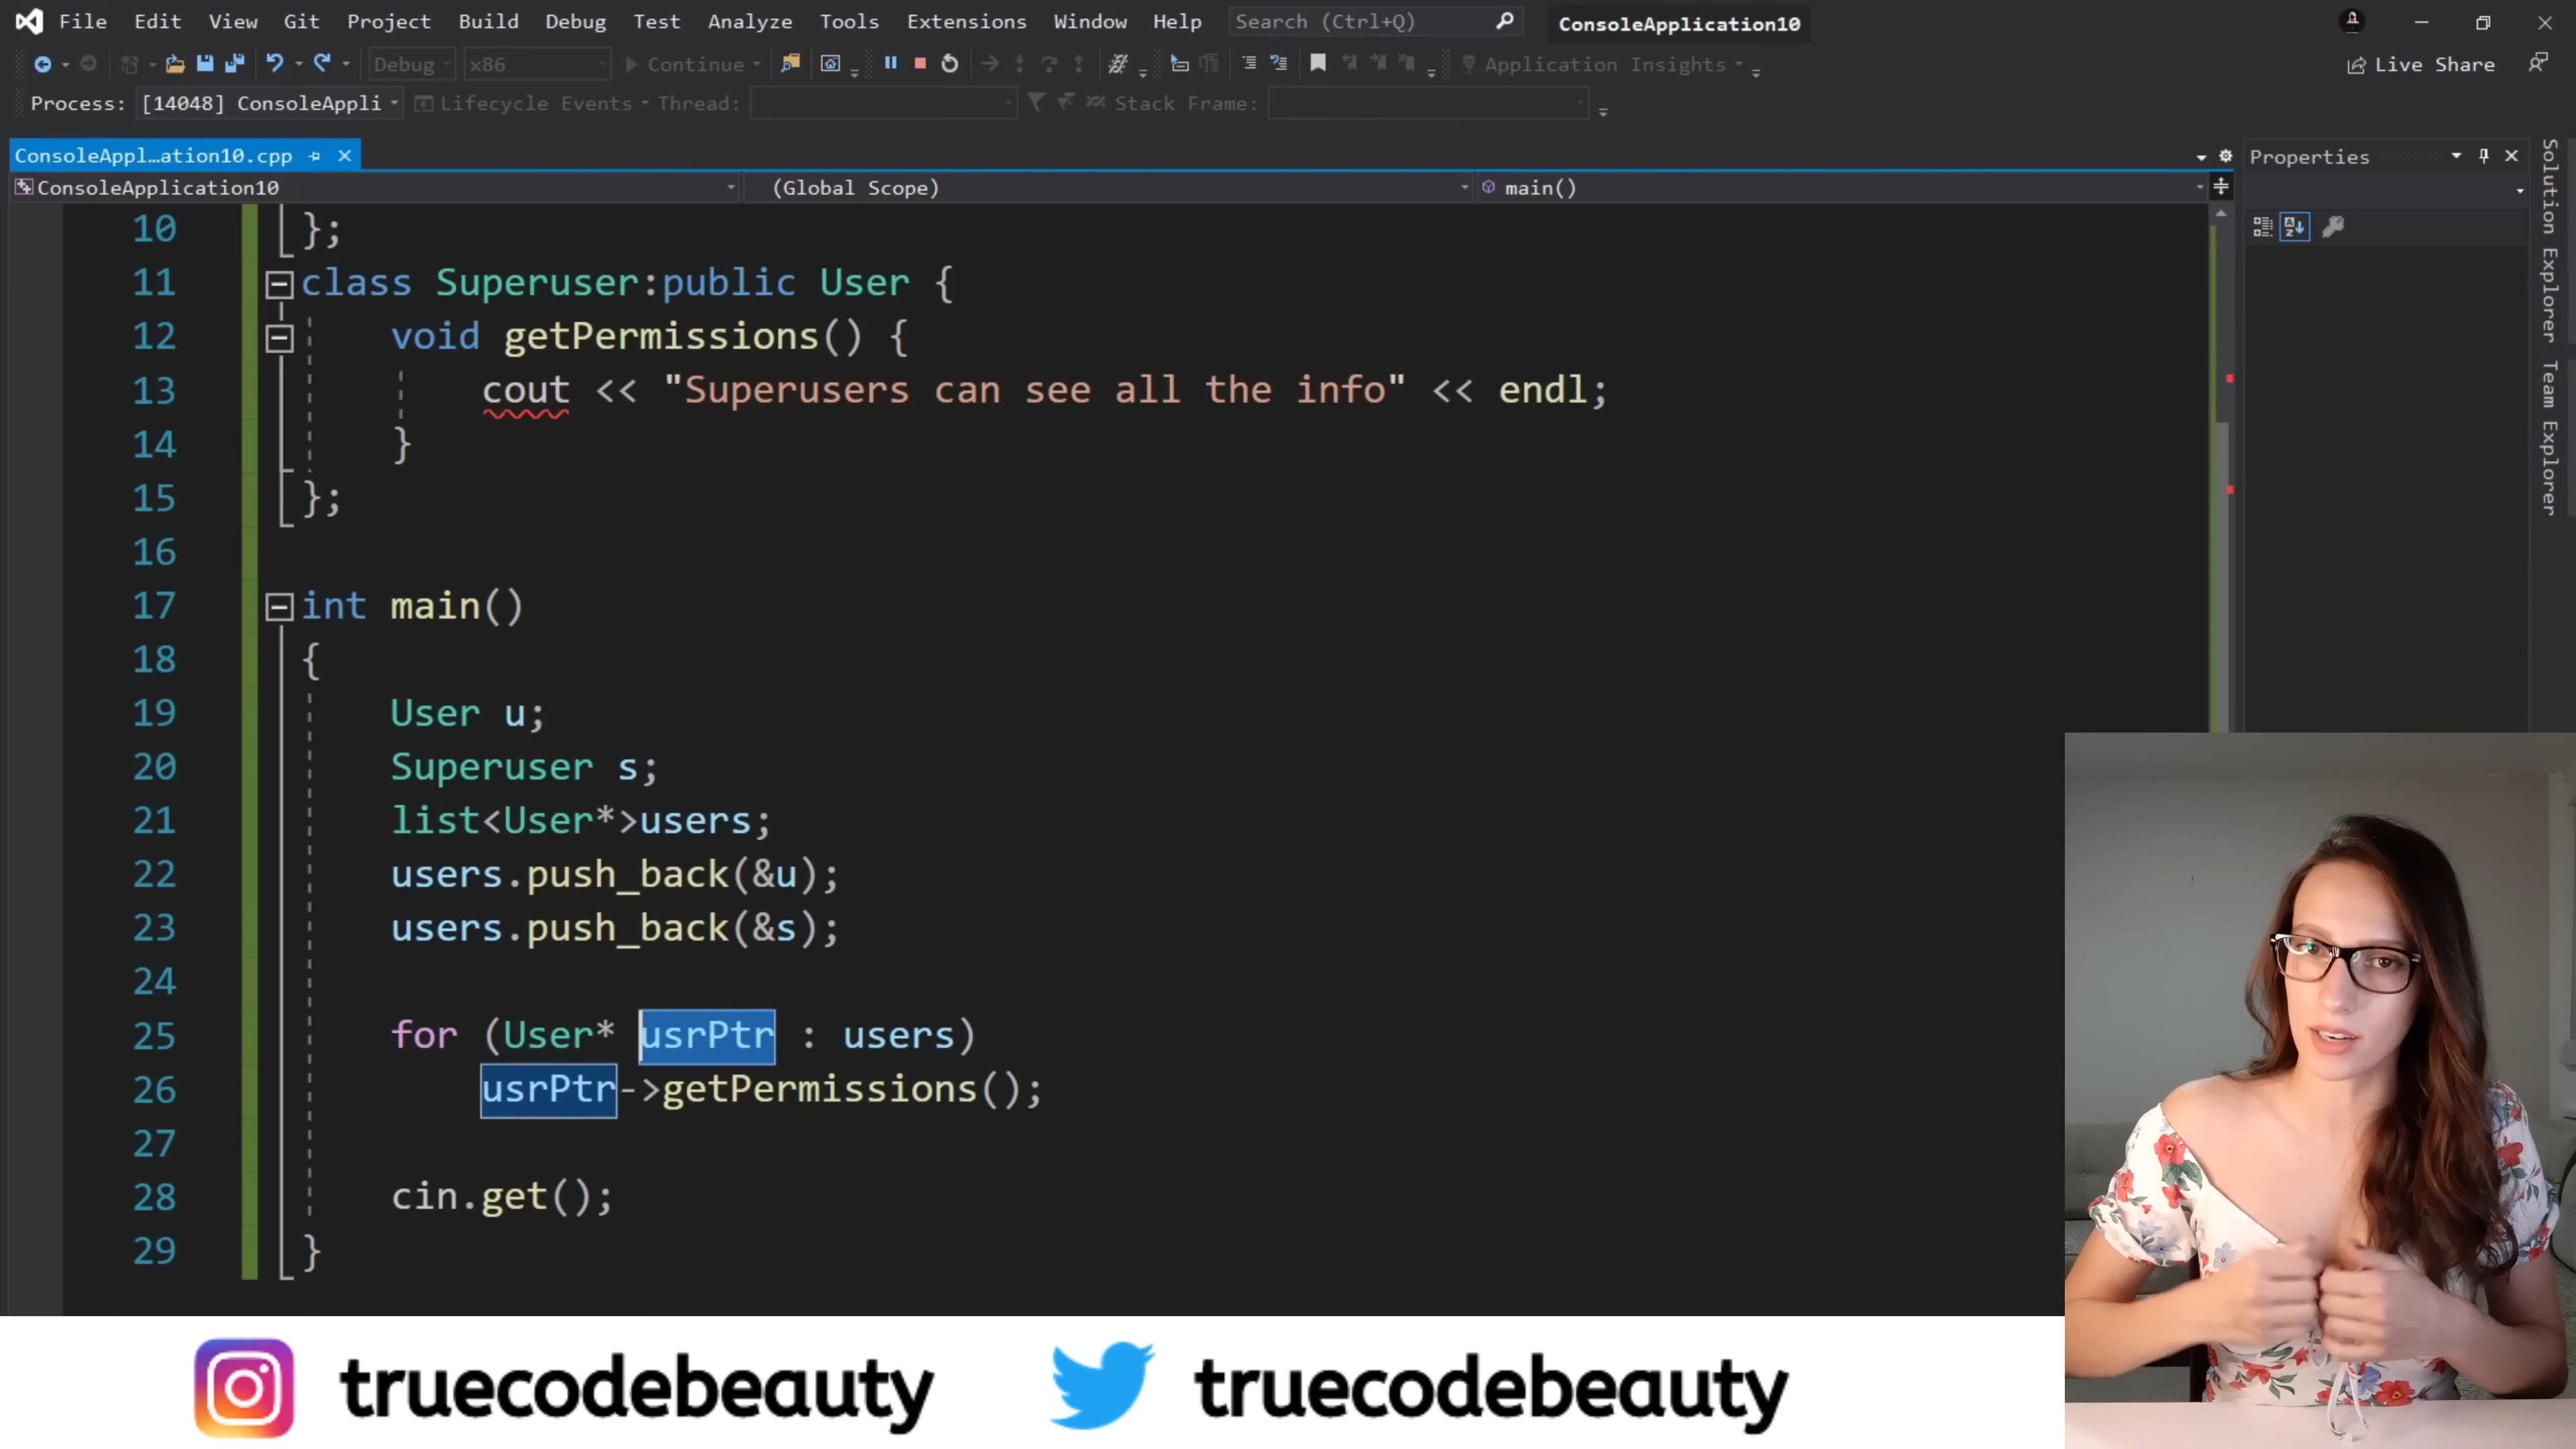 File Edit View Git Project Build Debug Test Analyze Tools Extensions Window Help Search (Ctrl+Q) ConsoleApplication10
Debug x86 Continue Application Insights Live Share
Process: [14048] ConsoleAppli Lifecycle Events Thread: Stack Frame:
ConsoleAppl…ation10.cpp Properties
ConsoleApplication10 (Global Scope) main()
Solution Explorer
Team Explorer
10 };
11 class Superuser:public User {
12 void getPermissions() {
13 cout << "Superusers can see all the info" << endl;
14 }
15 };
16
17 int main()
18 {
19 User u;
20 Superuser s;
21 list<User*>users;
22 users.push_back(&u);
23 users.push_back(&s);
24
25 for (User* usrPtr : users)
26 usrPtr->getPermissions();
27
28 cin.get();
29 }
truecodebeauty truecodebeauty